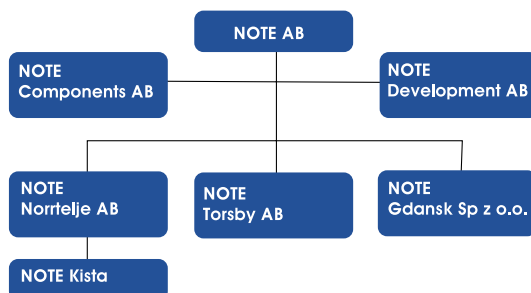 NOTE AB
NOTE
Components AB
NOTE
Development AB
NOTE
Norrtelje AB
NOTE
Torsby AB
NOTE
Gdansk Sp z o.o.
NOTE Kista